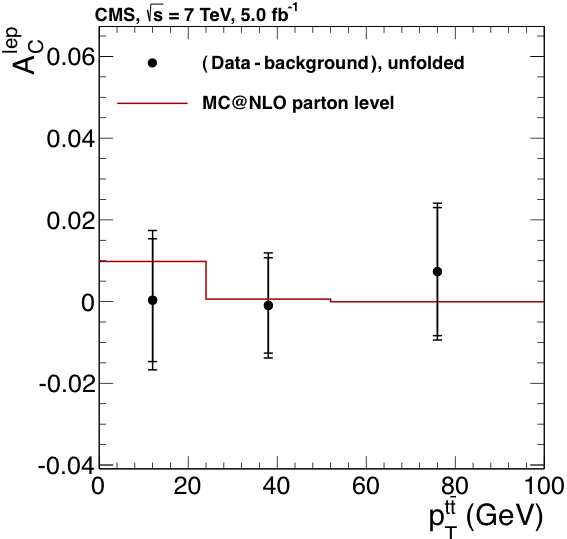 CMS, √s = 7 TeV, 5.0 fb⁻¹
A_C^lep
(Data - background), unfolded
MC@NLO parton level
0.06
0.04
0.02
0
-0.02
-0.04
0 20 40 60 80 100
p_T^tt̄ (GeV)